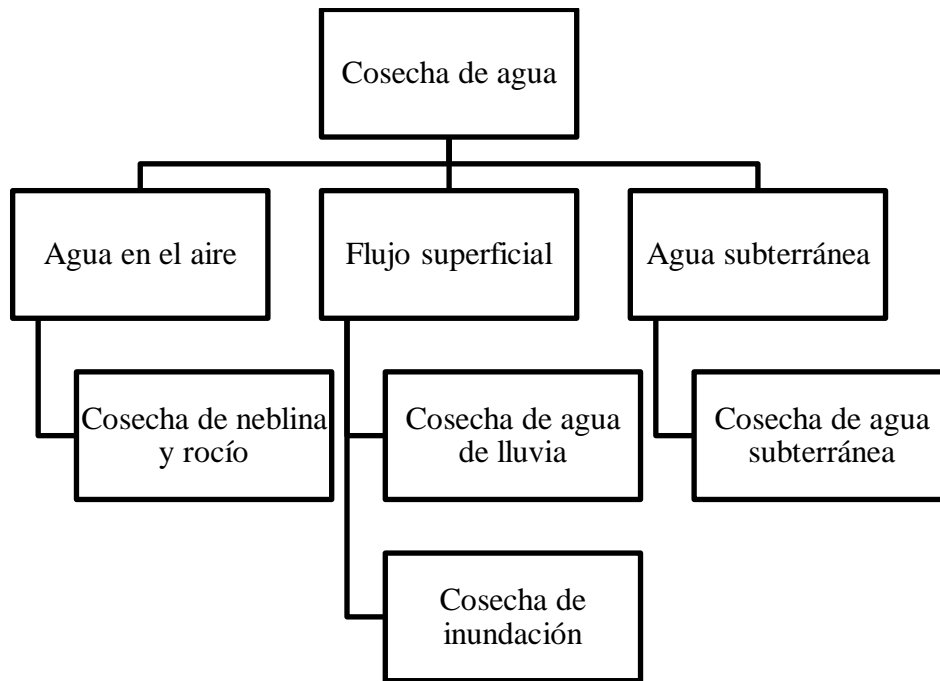 Cosecha de agua
Agua en el aire
Flujo superficial
Agua subterránea
Cosecha de neblina
y rocío
Cosecha de agua
de lluvia
Cosecha de agua
subterránea
Cosecha de
inundación